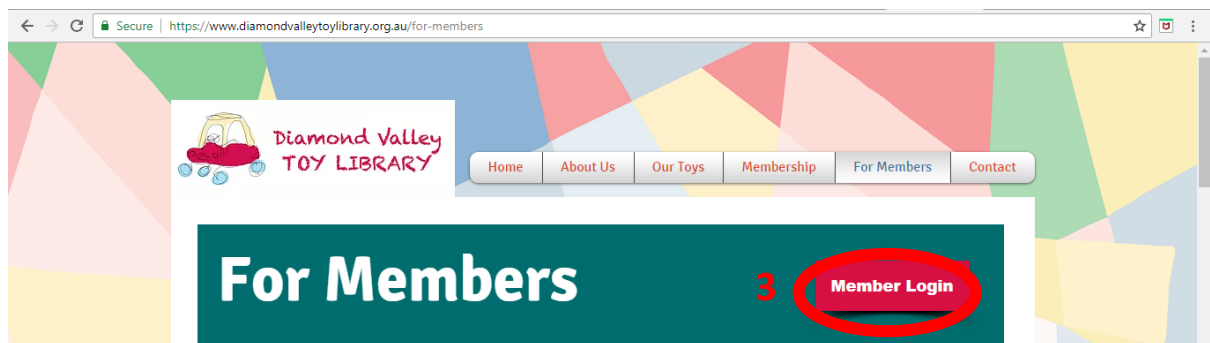 Secure | https://www.diamondvalleytoylibrary.org.au/for-members
Diamond Valley
TOY LIBRARY
Home About Us Our Toys Membership For Members Contact
For Members 3 Member Login